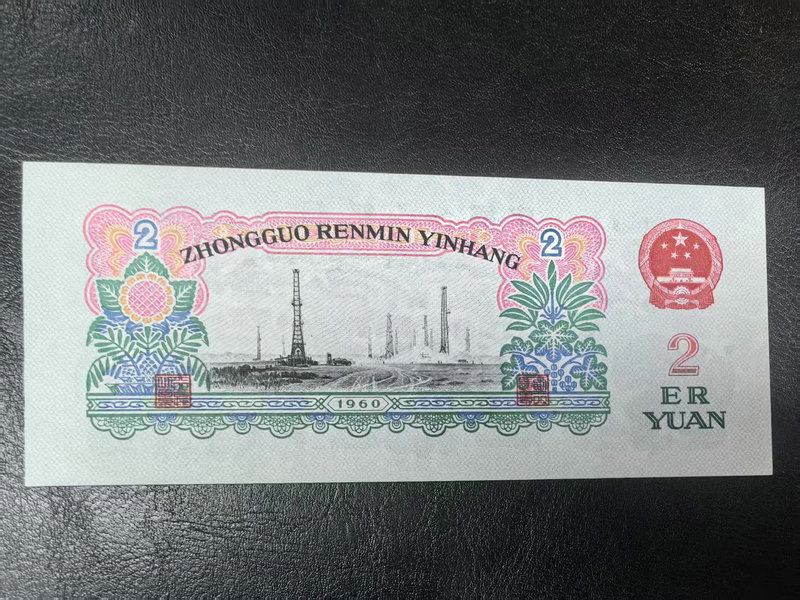 2
ZHONGGUO RENMIN YINHANG
2
1960
2
ER
YUAN